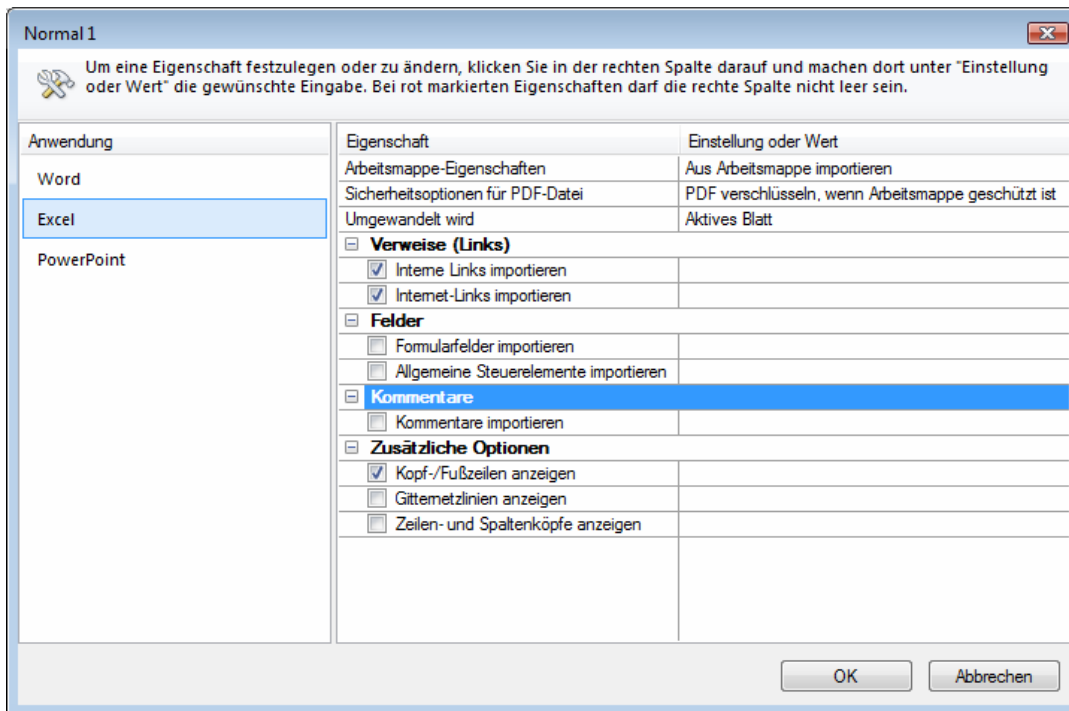 Normal 1
Um eine Eigenschaft festzulegen oder zu ändern, klicken Sie in der rechten Spalte darauf und machen dort unter "Einstellung
oder Wert" die gewünschte Eingabe. Bei rot markierten Eigenschaften darf die rechte Spalte nicht leer sein.
Anwendung
Word
Excel
PowerPoint
Eigenschaft Einstellung oder Wert
Arbeitsmappe-Eigenschaften Aus Arbeitsmappe importieren
Sicherheitsoptionen für PDF-Datei PDF verschlüsseln, wenn Arbeitsmappe geschützt ist
Umgewandelt wird Aktives Blatt
Verweise (Links)
Interne Links importieren
Internet-Links importieren
Felder
Formularfelder importieren
Allgemeine Steuerelemente importieren
Kommentare
Kommentare importieren
Zusätzliche Optionen
Kopf-/Fußzeilen anzeigen
Gitternetzlinien anzeigen
Zeilen- und Spaltenköpfe anzeigen
OK Abbrechen